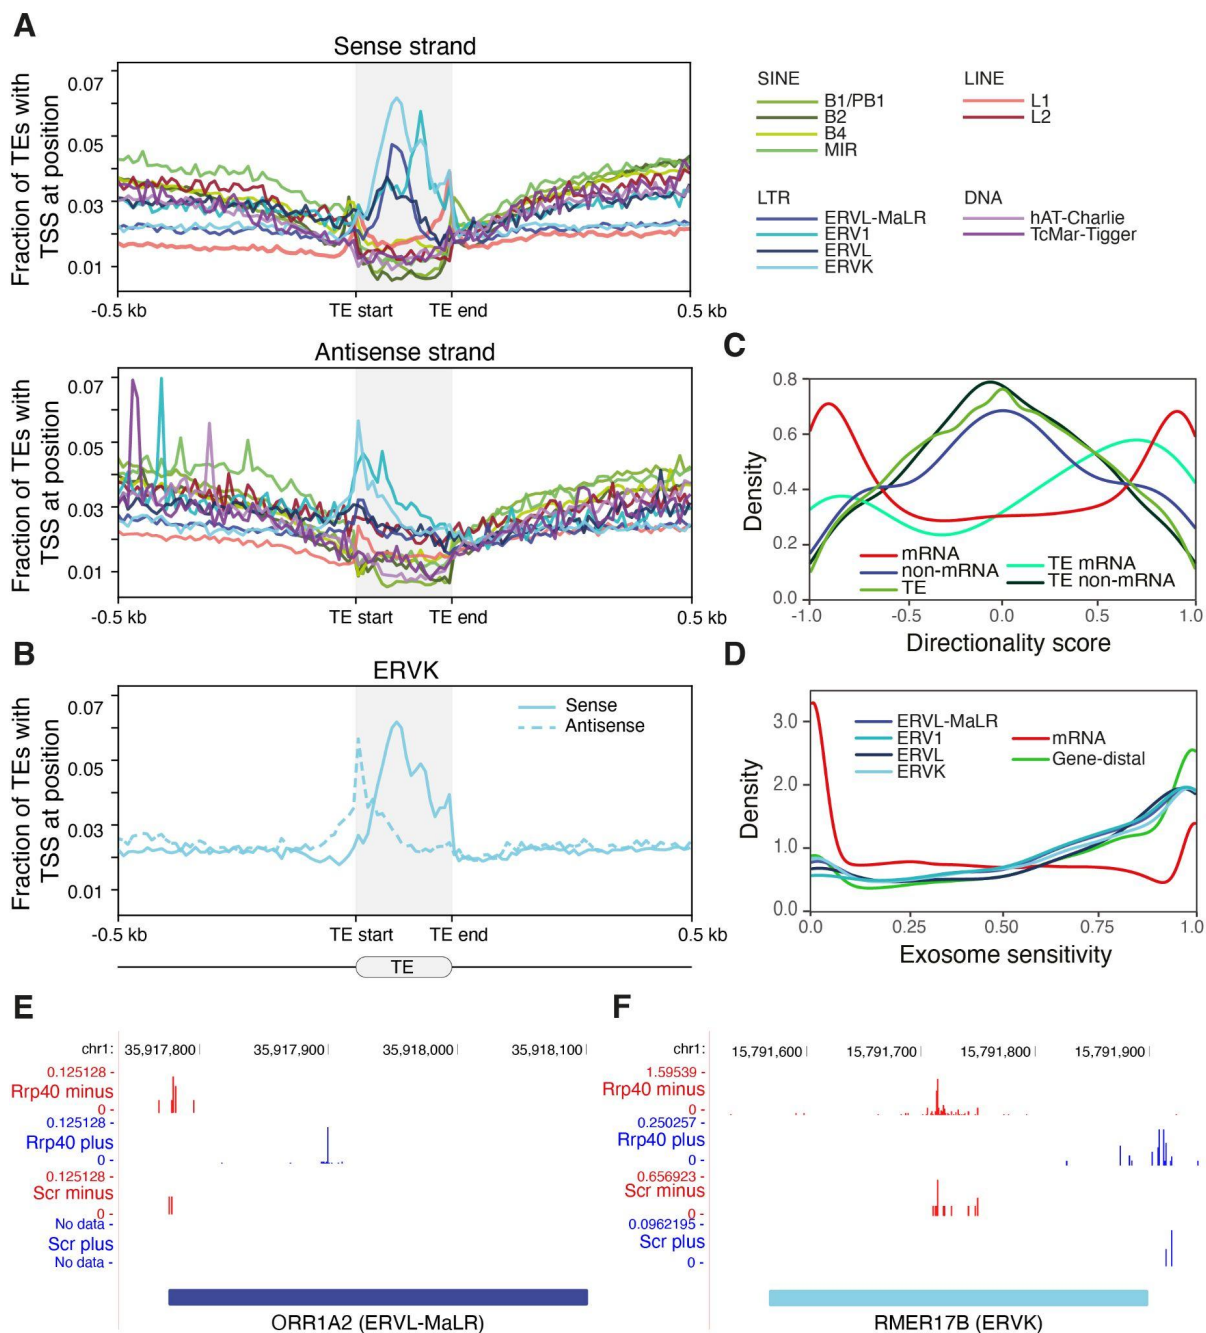 A
Sense strand
Fraction of TEs with
TSS at position
0.07
0.05
0.03
0.01
-0.5 kb
TE start
TE end
0.5 kb
SINE
B1/PB1
B2
B4
MIR
LINE
L1
L2
LTR
ERVL-MaLR
ERV1
ERVL
ERVK
DNA
hAT-Charlie
TcMar-Tigger
Antisense strand
Fraction of TEs with
TSS at position
0.07
0.05
0.03
0.01
-0.5 kb
TE start
TE end
0.5 kb
C
Density
0.8
0.6
0.4
0.2
0.0
mRNA
non-mRNA
TE
TE mRNA
TE non-mRNA
-1.0
-0.5
0.0
0.5
1.0
Directionality score
B
ERVK
Fraction of TEs with
TSS at position
0.07
0.05
0.03
0.01
Sense
Antisense
-0.5 kb
TE start
TE end
0.5 kb
TE
D
Density
3.0
2.0
1.0
0.0
ERVL-MaLR
ERV1
ERVL
ERVK
mRNA
Gene-distal
0.0
0.25
0.50
0.75
1.0
Exosome sensitivity
E
chr1: 35,917,800 35,917,900 35,918,000 35,918,100
0.125128 -
Rrp40 minus
0 -
0.125128 -
Rrp40 plus
0 -
0.125128 -
Scr minus
0 -
No data -
Scr plus
No data -
ORR1A2 (ERVL-MaLR)
F
chr1: 15,791,600 15,791,700 15,791,800 15,791,900
1.59539 -
Rrp40 minus
0 -
0.250257 -
Rrp40 plus
0 -
0.656923 -
Scr minus
0 -
0.0962195 -
Scr plus
0 -
RMER17B (ERVK)